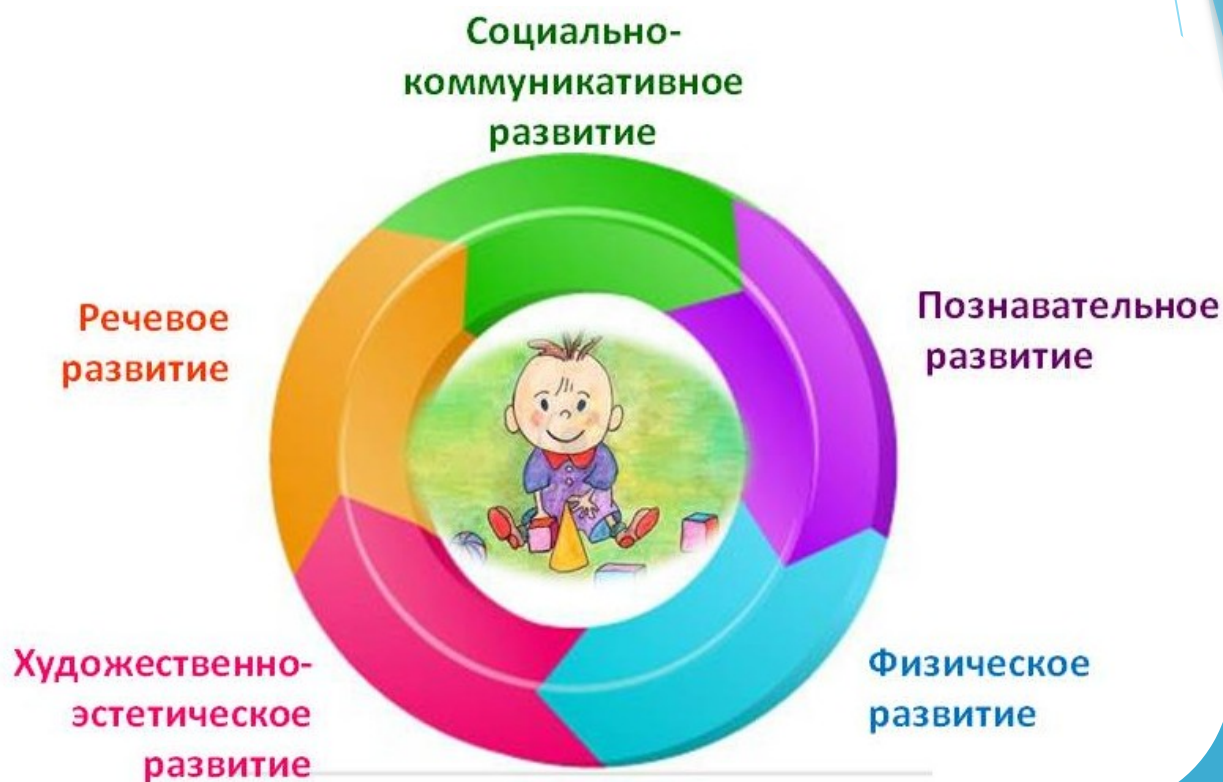 Социально-
коммуникативное
развитие
Познавательное
развитие
Физическое
развитие
Художественно-
эстетическое
развитие
Речевое
развитие